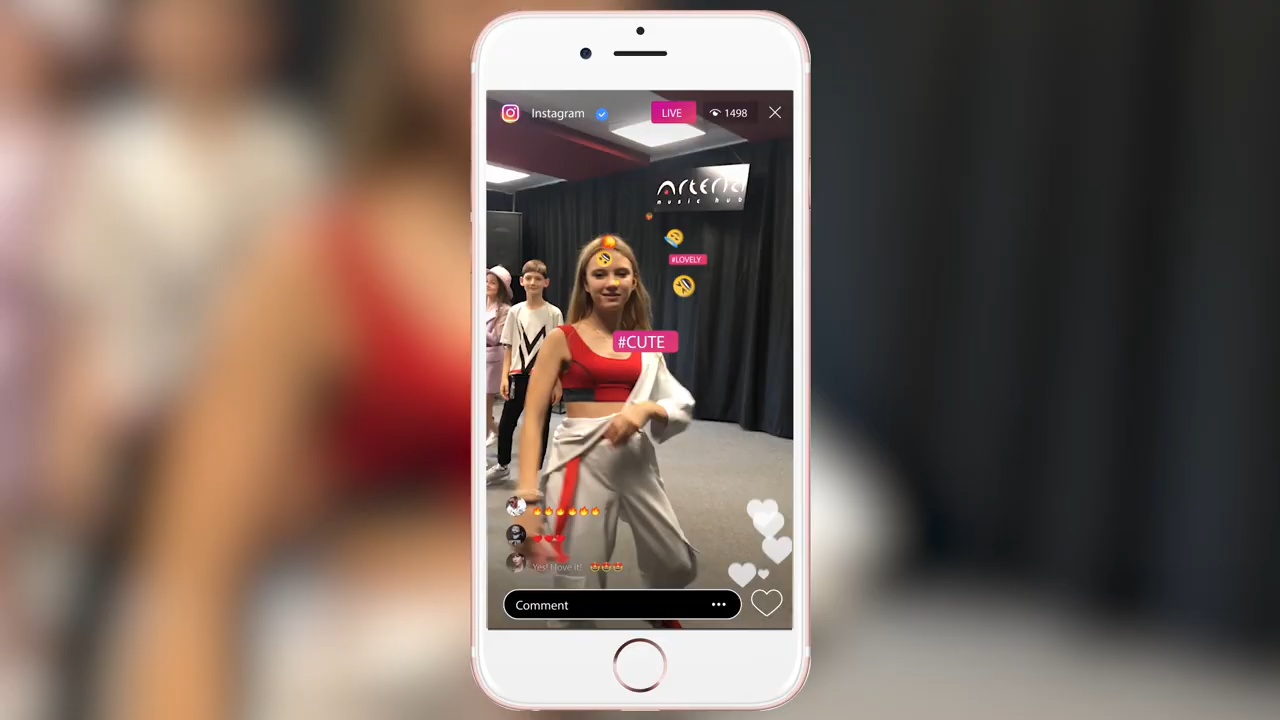 Instagram
LIVE
1498
Arteria
music hub
#LOVELY
#CUTE
Yes! I love it!
Comment